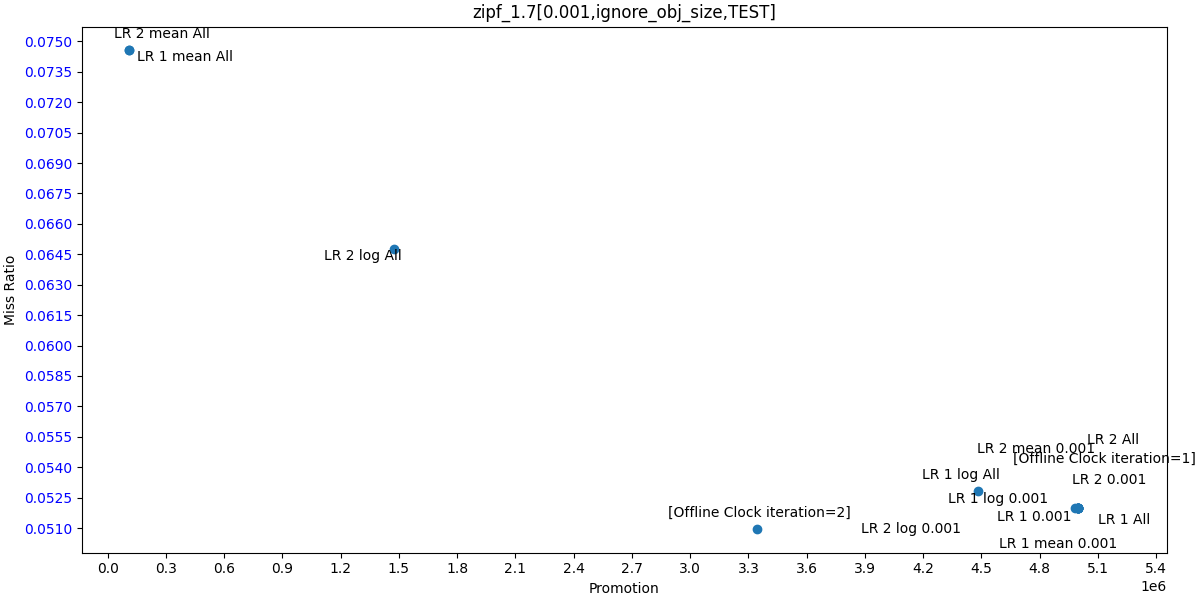 zipf_1.7[0.001,ignore_obj_size,TEST]
Miss Ratio
0.0750
0.0735
0.0720
0.0705
0.0690
0.0675
0.0660
0.0645
0.0630
0.0615
0.0600
0.0585
0.0570
0.0555
0.0540
0.0525
0.0510
LR 2 mean All
LR 1 mean All
LR 2 log All
LR 2 All
LR 2 mean 0.001
[Offline Clock iteration=1]
LR 1 log All
LR 2 0.001
LR 1 log 0.001
[Offline Clock iteration=2]
LR 1 0.001
LR 1 All
LR 2 log 0.001
LR 1 mean 0.001
0.0 0.3 0.6 0.9 1.2 1.5 1.8 2.1 2.4 2.7 3.0 3.3 3.6 3.9 4.2 4.5 4.8 5.1 5.4
1e6
Promotion